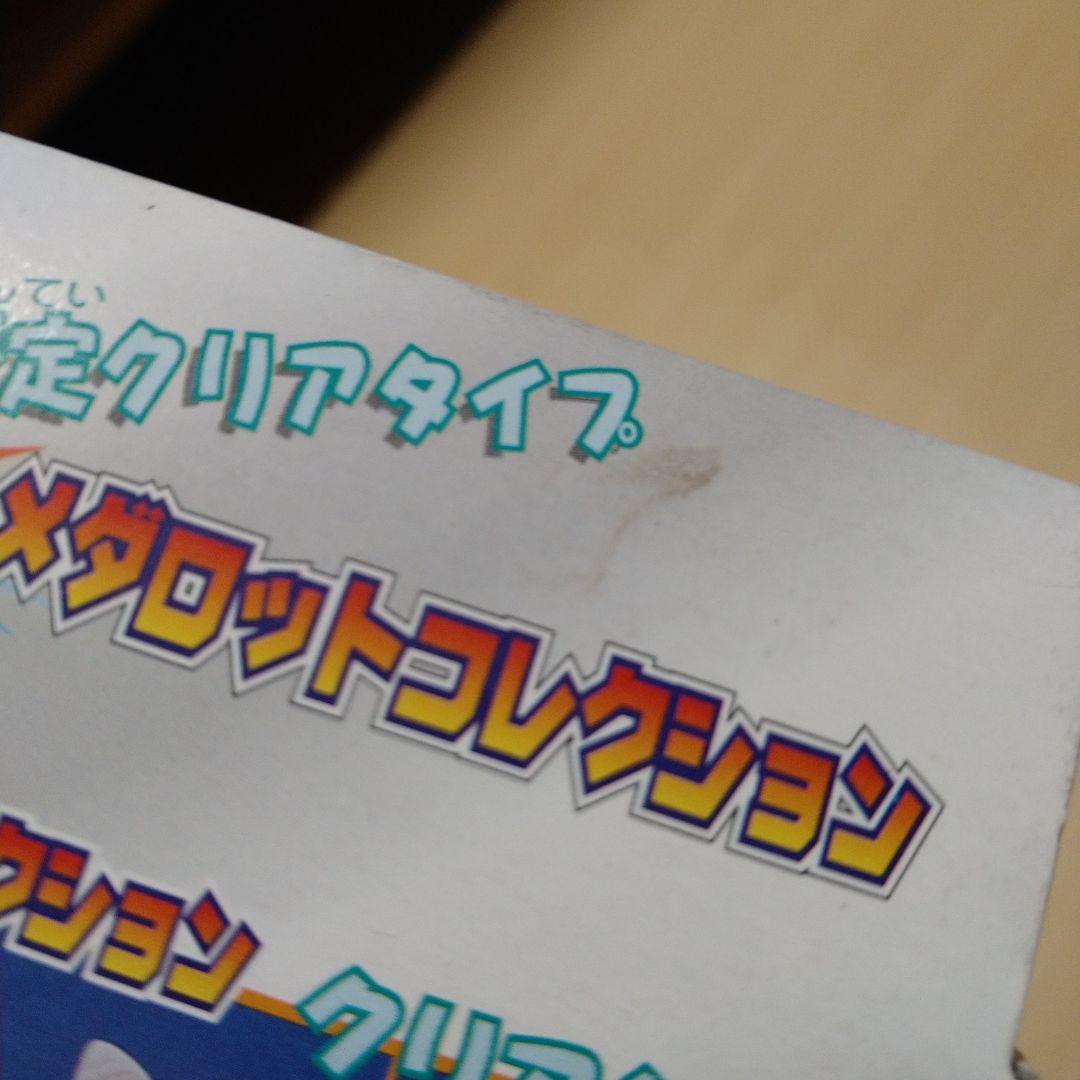 てい
定クリアタイプ
メダロットコレクション
クション
クリア